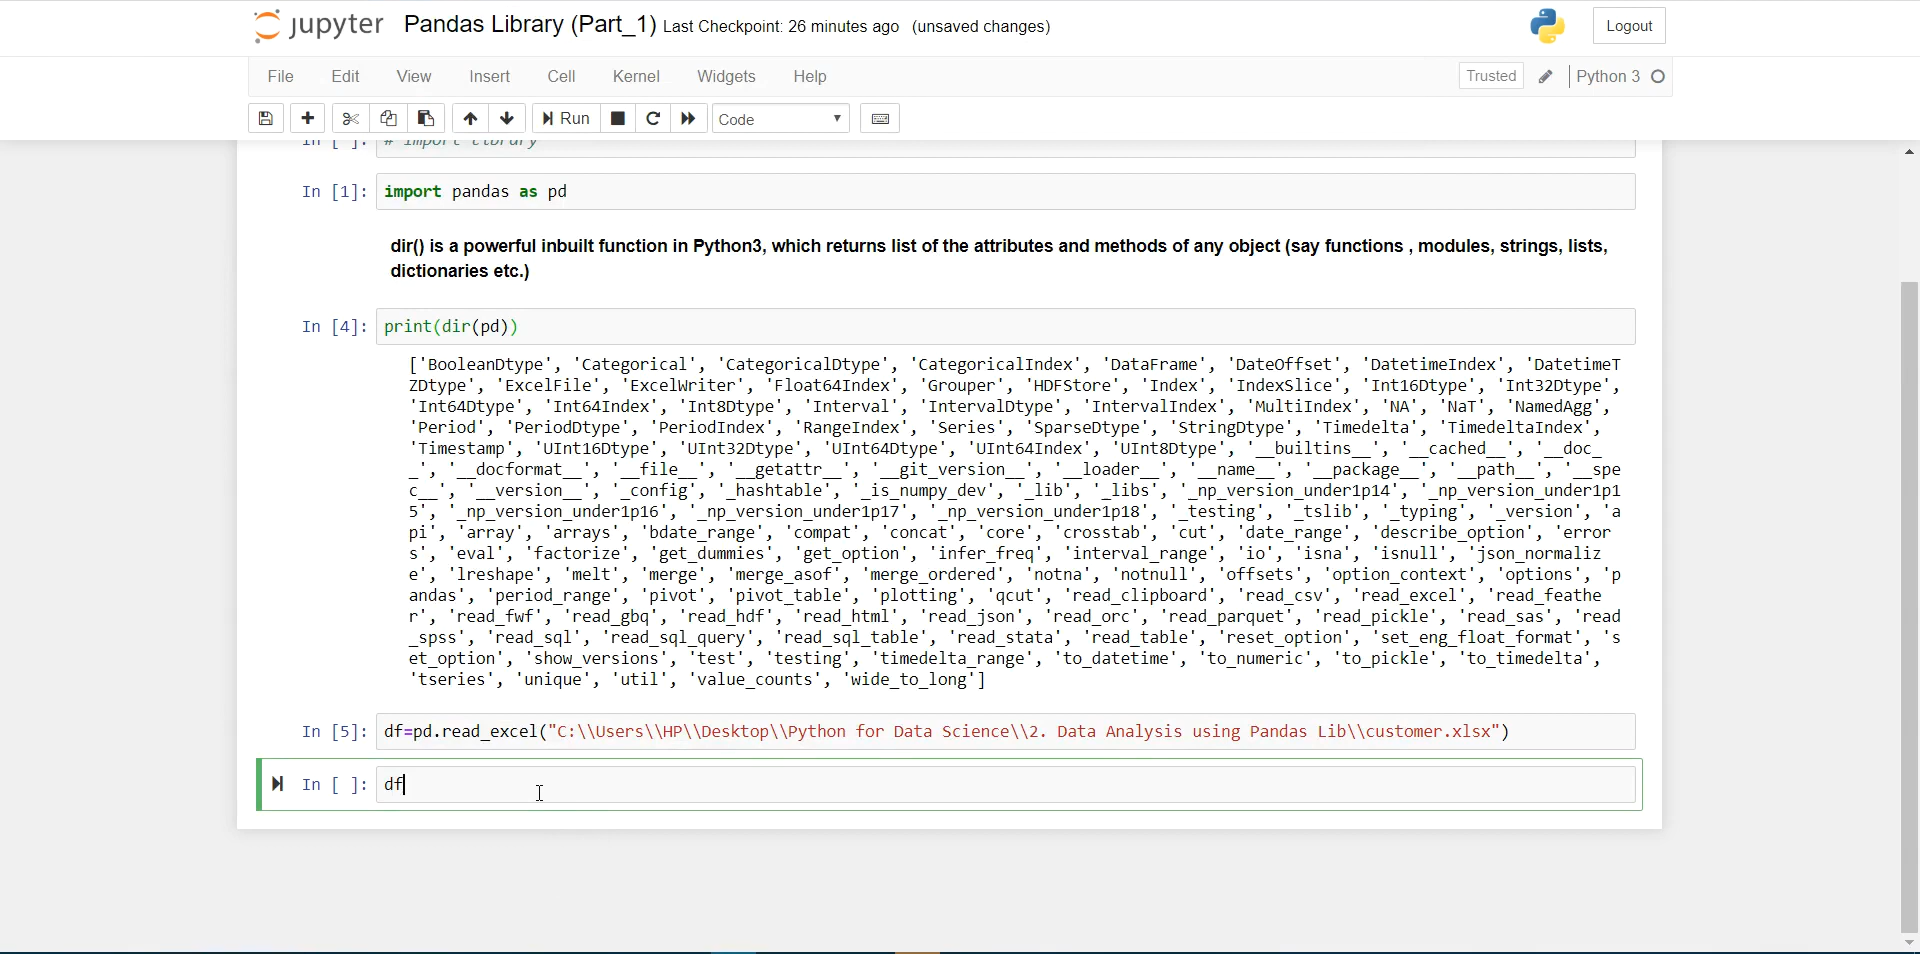 jupyter Pandas Library (Part_1) Last Checkpoint: 26 minutes ago (unsaved changes) Logout
File Edit View Insert Cell Kernel Widgets Help Trusted Python 3
Run Code
In [ ]: # Import Library
In [1]: import pandas as pd
dir() is a powerful inbuilt function in Python3, which returns list of the attributes and methods of any object (say functions , modules, strings, lists,
dictionaries etc.)
In [4]: print(dir(pd))
['BooleanDtype', 'Categorical', 'CategoricalDtype', 'CategoricalIndex', 'DataFrame', 'DateOffset', 'DatetimeIndex', 'DatetimeT
ZDtype', 'ExcelFile', 'ExcelWriter', 'Float64Index', 'Grouper', 'HDFStore', 'Index', 'IndexSlice', 'Int16Dtype', 'Int32Dtype',
'Int64Dtype', 'Int64Index', 'Int8Dtype', 'Interval', 'IntervalDtype', 'IntervalIndex', 'MultiIndex', 'NA', 'NaT', 'NamedAgg',
'Period', 'PeriodDtype', 'PeriodIndex', 'RangeIndex', 'Series', 'SparseDtype', 'StringDtype', 'Timedelta', 'TimedeltaIndex',
'Timestamp', 'UInt16Dtype', 'UInt32Dtype', 'UInt64Dtype', 'UInt64Index', 'UInt8Dtype', '__builtins__', '__cached__', '__doc_
_', '__docformat__', '__file__', '__getattr__', '__git_version__', '__loader__', '__name__', '__package__', '__path__', '__spe
c__', '__version__', '_config', '_hashtable', '_is_numpy_dev', '_lib', '_libs', '_np_version_under1p14', '_np_version_under1p1
5', '_np_version_under1p16', '_np_version_under1p17', '_np_version_under1p18', '_testing', '_tslib', '_typing', '_version', 'a
pi', 'array', 'arrays', 'bdate_range', 'compat', 'concat', 'core', 'crosstab', 'cut', 'date_range', 'describe_option', 'error
s', 'eval', 'factorize', 'get_dummies', 'get_option', 'infer_freq', 'interval_range', 'io', 'isna', 'isnull', 'json_normaliz
e', 'lreshape', 'melt', 'merge', 'merge_asof', 'merge_ordered', 'notna', 'notnull', 'offsets', 'option_context', 'options', 'p
andas', 'period_range', 'pivot', 'pivot_table', 'plotting', 'qcut', 'read_clipboard', 'read_csv', 'read_excel', 'read_feathe
r', 'read_fwf', 'read_gbq', 'read_hdf', 'read_html', 'read_json', 'read_orc', 'read_parquet', 'read_pickle', 'read_sas', 'read
_spss', 'read_sql', 'read_sql_query', 'read_sql_table', 'read_stata', 'read_table', 'reset_option', 'set_eng_float_format', 's
et_option', 'show_versions', 'test', 'testing', 'timedelta_range', 'to_datetime', 'to_numeric', 'to_pickle', 'to_timedelta',
'tseries', 'unique', 'util', 'value_counts', 'wide_to_long']
In [5]: df=pd.read_excel("C:\\Users\\HP\\Desktop\\Python for Data Science\\2. Data Analysis using Pandas Lib\\customer.xlsx")
In [ ]: df